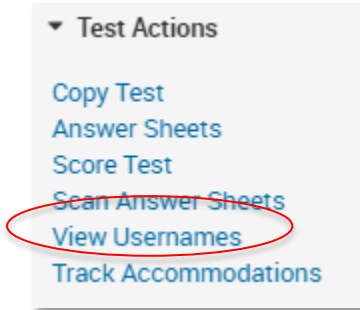 Test Actions
Copy Test
Answer Sheets
Score Test
Scan Answer Sheets
View Usernames
Track Accommodations